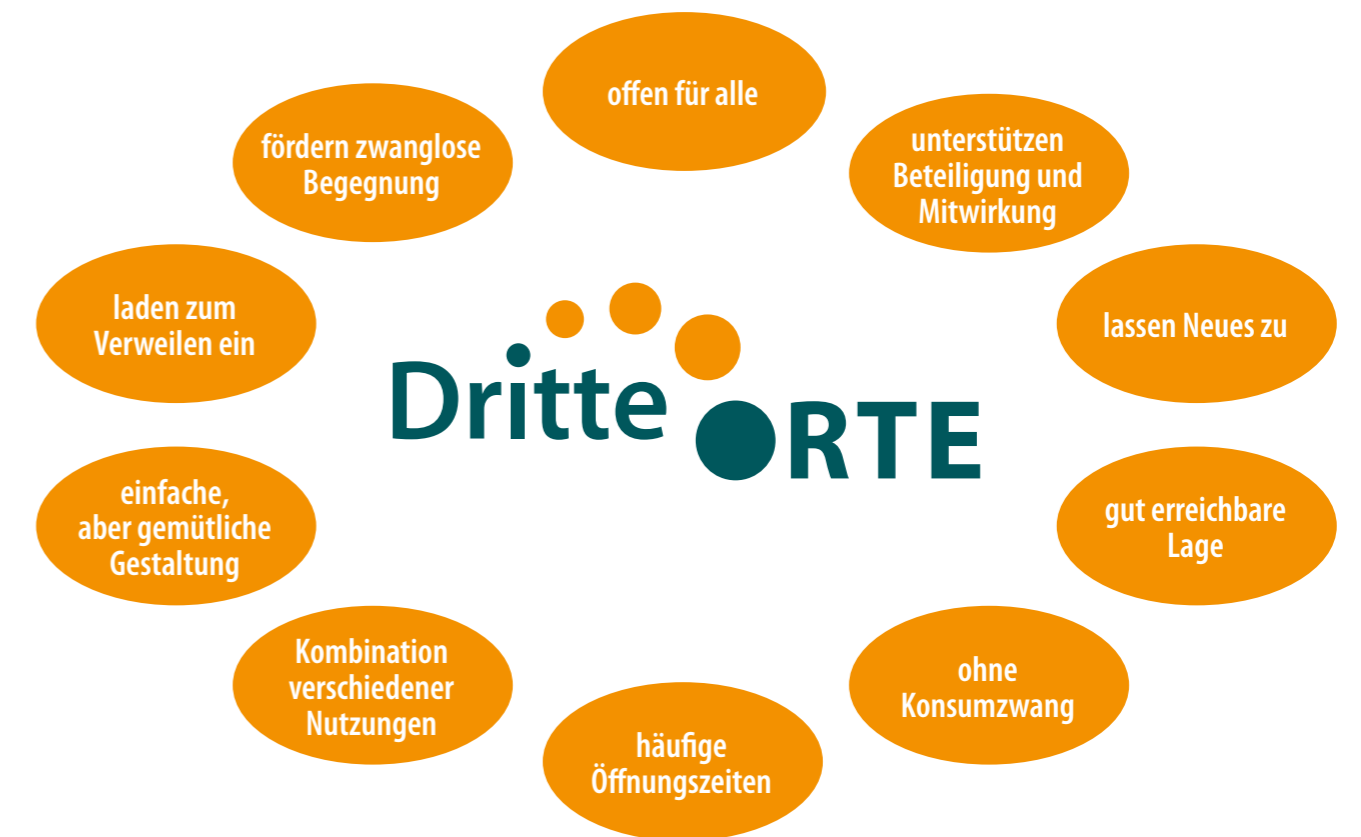 offen für alle
unterstützen
Beteiligung und
Mitwirkung
lassen Neues zu
gut erreichbare
Lage
ohne
Konsumzwang
häufige
Öffnungszeiten
Kombination
verschiedener
Nutzungen
einfache,
aber gemütliche
Gestaltung
laden zum
Verweilen ein
fördern zwanglose
Begegnung
Dritte
ORTE